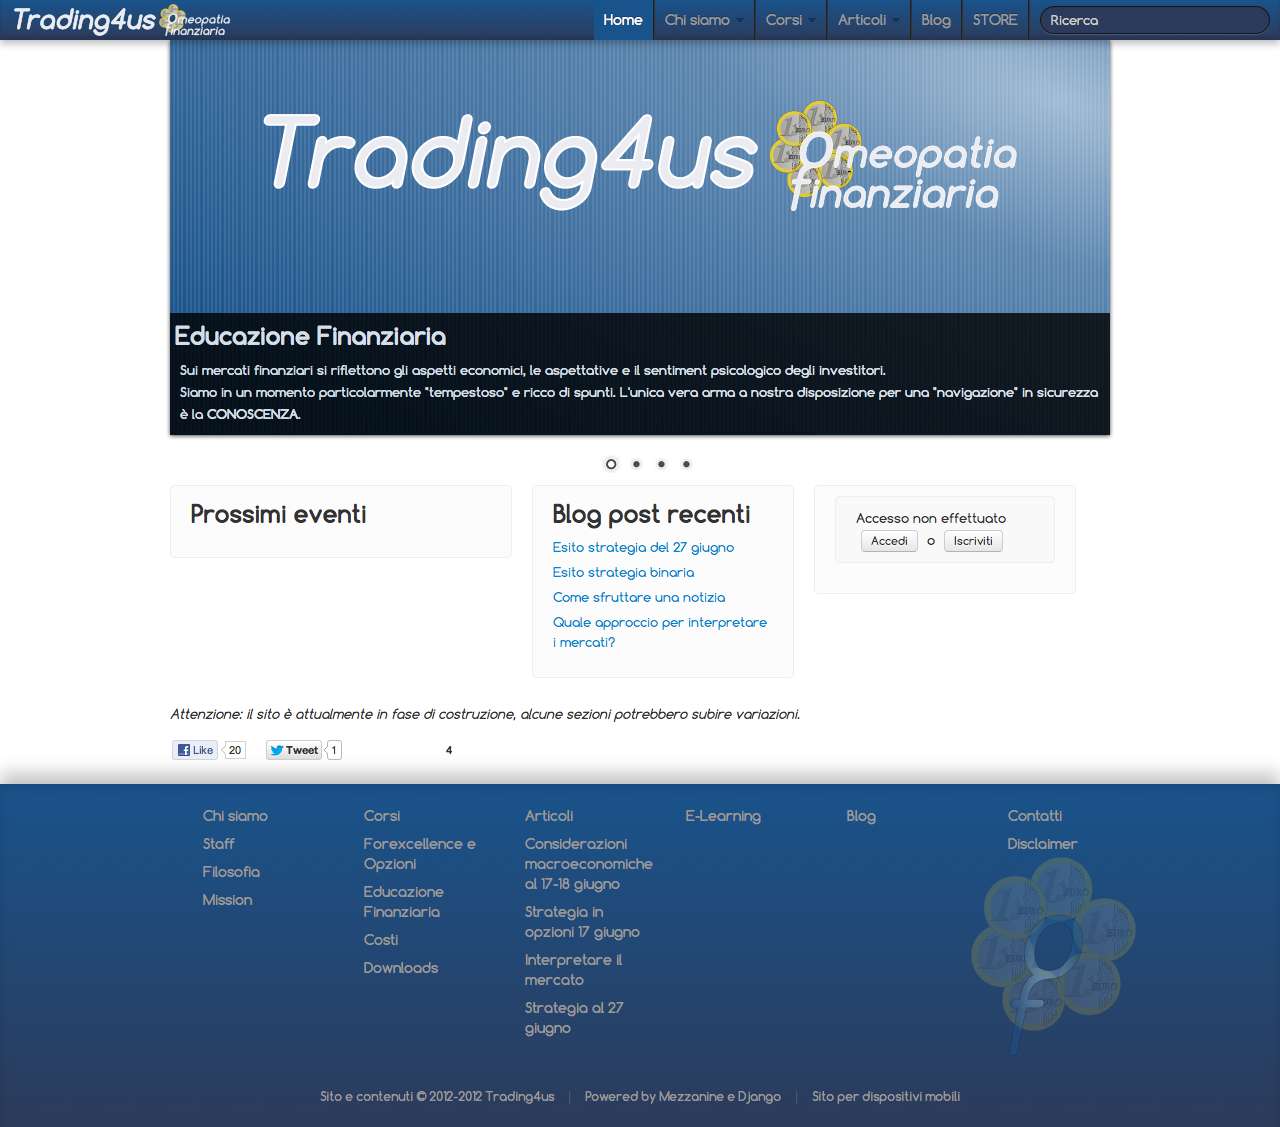 Trading4us Omeopatia
finanziaria
Home Chi siamo Corsi Articoli Blog STORE Ricerca
Trading4us Omeopatia
finanziaria
Educazione Finanziaria
Sui mercati finanziari si riflettono gli aspetti economici, le aspettative e il sentiment psicologico degli investitori.
Siamo in un momento particolarmente "tempestoso" e ricco di spunti. L'unica vera arma a nostra disposizione per una "navigazione" in sicurezza
è la CONOSCENZA.
Prossimi eventi
Blog post recenti
Esito strategia del 27 giugno
Esito strategia binaria
Come sfruttare una notizia
Quale approccio per interpretare
i mercati?
Accesso non effettuato
Accedi o Iscriviti
Attenzione: il sito è attualmente in fase di costruzione, alcune sezioni potrebbero subire variazioni.
Like 20 Tweet 1 4
Chi siamo
Staff
Filosofia
Mission
Corsi
Forexcellence e
Opzioni
Educazione
Finanziaria
Costi
Downloads
Articoli
Considerazioni
macroeconomiche
al 17-18 giugno
Strategia in
opzioni 17 giugno
Interpretare il
mercato
Strategia al 27
giugno
E-Learning
Blog
Contatti
Disclaimer
Sito e contenuti © 2012-2012 Trading4us | Powered by Mezzanine e Django | Sito per dispositivi mobili